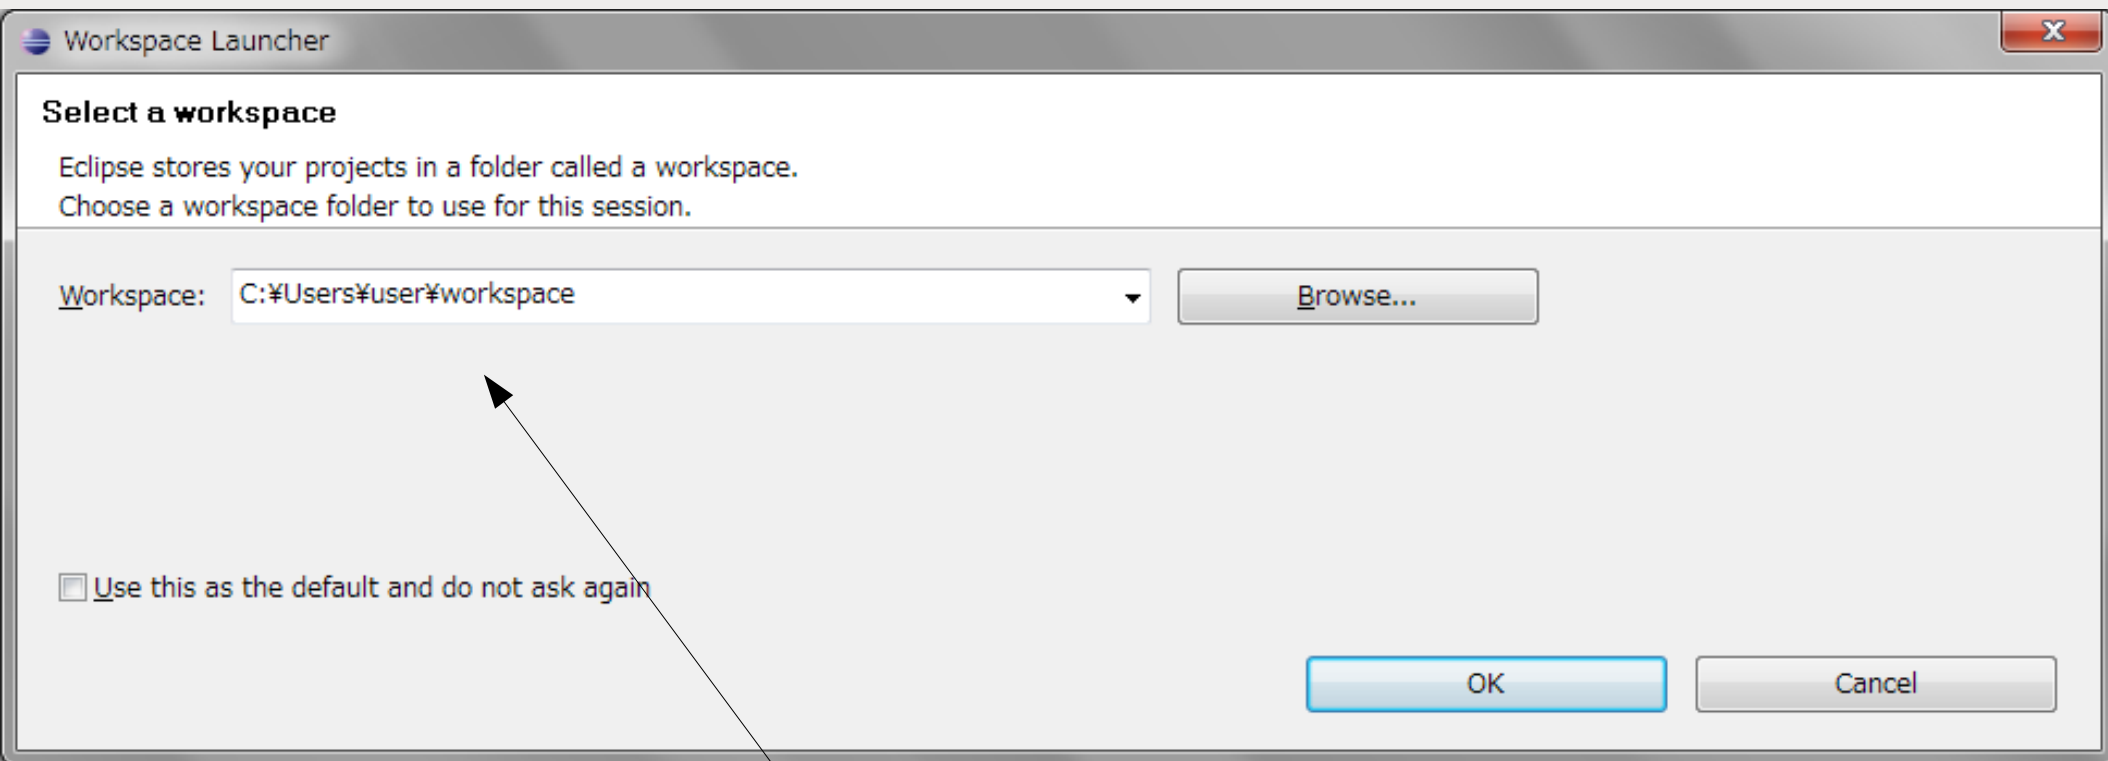 Workspace Launcher
X
Select a workspace
Eclipse stores your projects in a folder called a workspace.
Choose a workspace folder to use for this session.
Workspace: C:¥Users¥user¥workspace Browse...
Use this as the default and do not ask again
OK Cancel